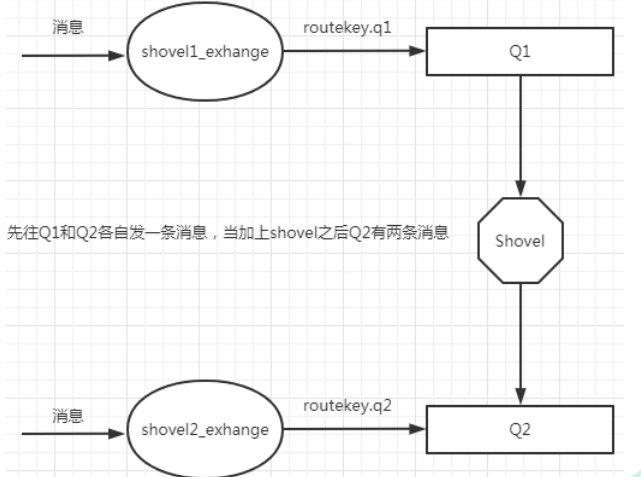 消息
shovel1_exhange
routekey.q1
Q1
先往Q1和Q2各自发一条消息，当加上shovel之后Q2有两条消息
Shovel
消息
shovel2_exhange
routekey.q2
Q2